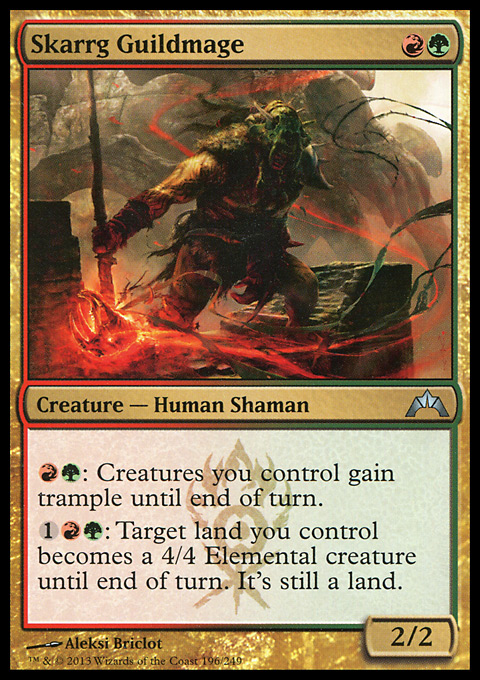 Skarrg Guildmage
Creature — Human Shaman
: Creatures you control gain
trample until end of turn.
1 : Target land you control
becomes a 4/4 Elemental creature
until end of turn. It's still a land.
2/2
Aleksi Briclot
™ & © 2013 Wizards of the Coast 196/249